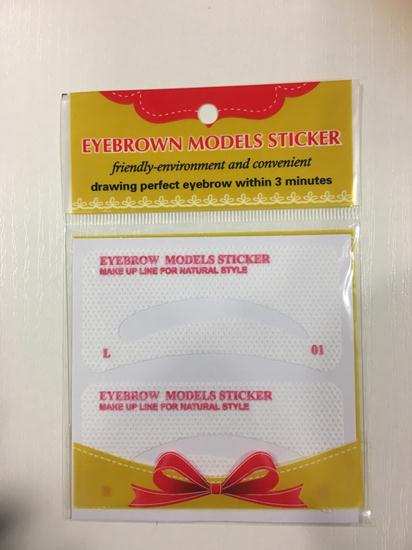 EYEBROWN MODELS STICKER
friendly-environment and convenient
drawing perfect eyebrow within 3 minutes
EYEBROW MODELS STICKER
MAKE UP LINE FOR NATURAL STYLE
L 01
EYEBROW MODELS STICKER
MAKE UP LINE FOR NATURAL STYLE